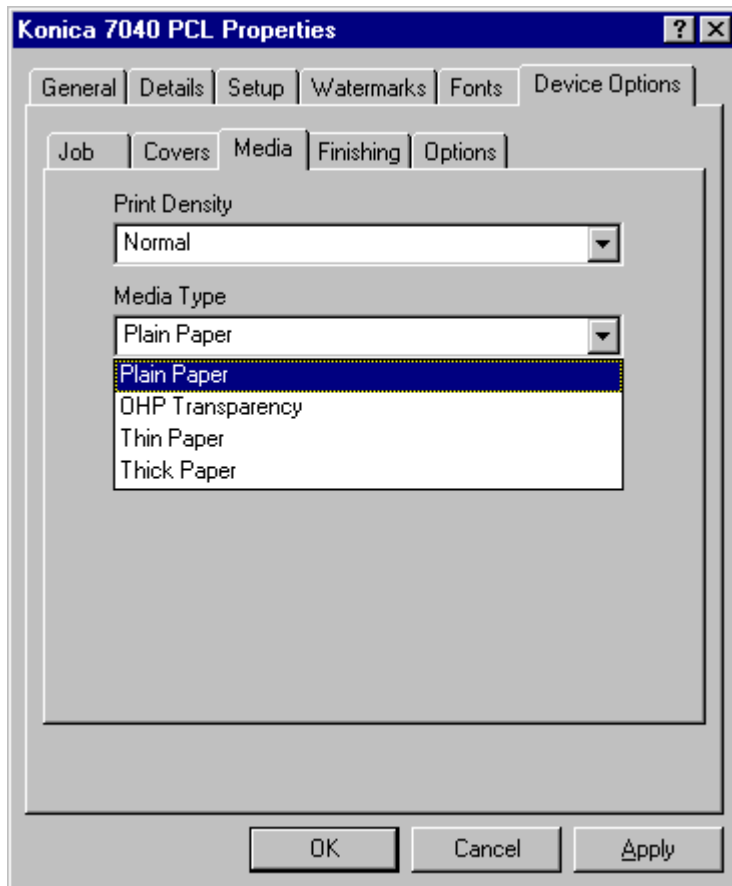 Konica 7040 PCL Properties ? X
General Details Setup Watermarks Fonts Device Options
Job Covers Media Finishing Options
Print Density
Normal
Media Type
Plain Paper
Plain Paper
OHP Transparency
Thin Paper
Thick Paper
OK Cancel Apply